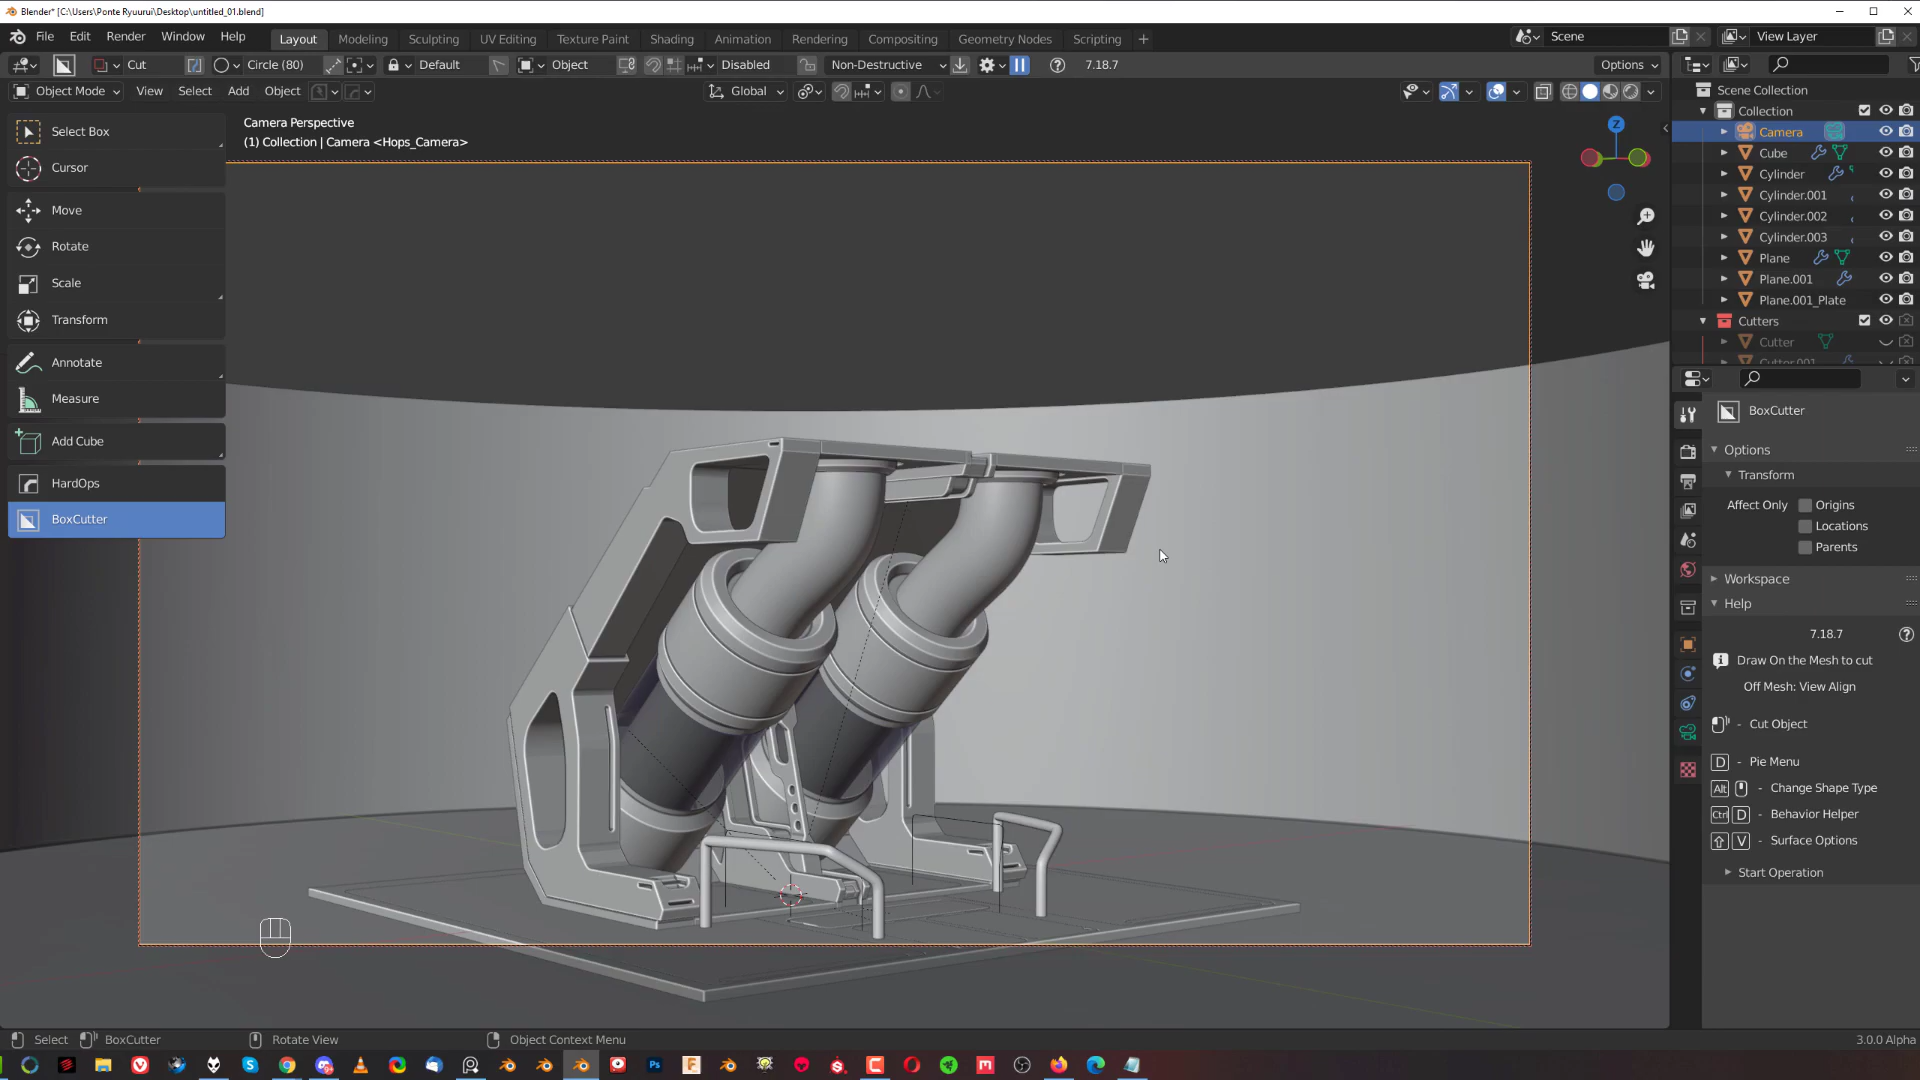 Blender* [C:\Users\Ponte Ryuurui\Desktop\untitled_01.blend]
File Edit Render Window Help Layout Modeling Sculpting UV Editing Texture Paint Shading Animation Rendering Compositing Geometry Nodes Scripting + Scene View Layer
Cut Circle (80) Default Object Disabled Non-Destructive 7.18.7 Options
Object Mode View Select Add Object Global
Select Box
Cursor
Move
Rotate
Scale
Transform
Annotate
Measure
Add Cube
HardOps
BoxCutter
Camera Perspective
(1) Collection | Camera <Hops_Camera>
Z
Scene Collection
Collection
Camera
Cube
Cylinder
Cylinder.001
Cylinder.002
Cylinder.003
Plane
Plane.001
Plane.001_Plate
Cutters
Cutter
Cutter.001
BoxCutter
Options
Transform
Affect Only Origins
Locations
Parents
Workspace
Help
7.18.7
Draw On the Mesh to cut
Off Mesh: View Align
- Cut Object
D - Pie Menu
Alt - Change Shape Type
Ctrl D - Behavior Helper
V - Surface Options
Start Operation
Select BoxCutter Rotate View Object Context Menu 3.0.0 Alpha